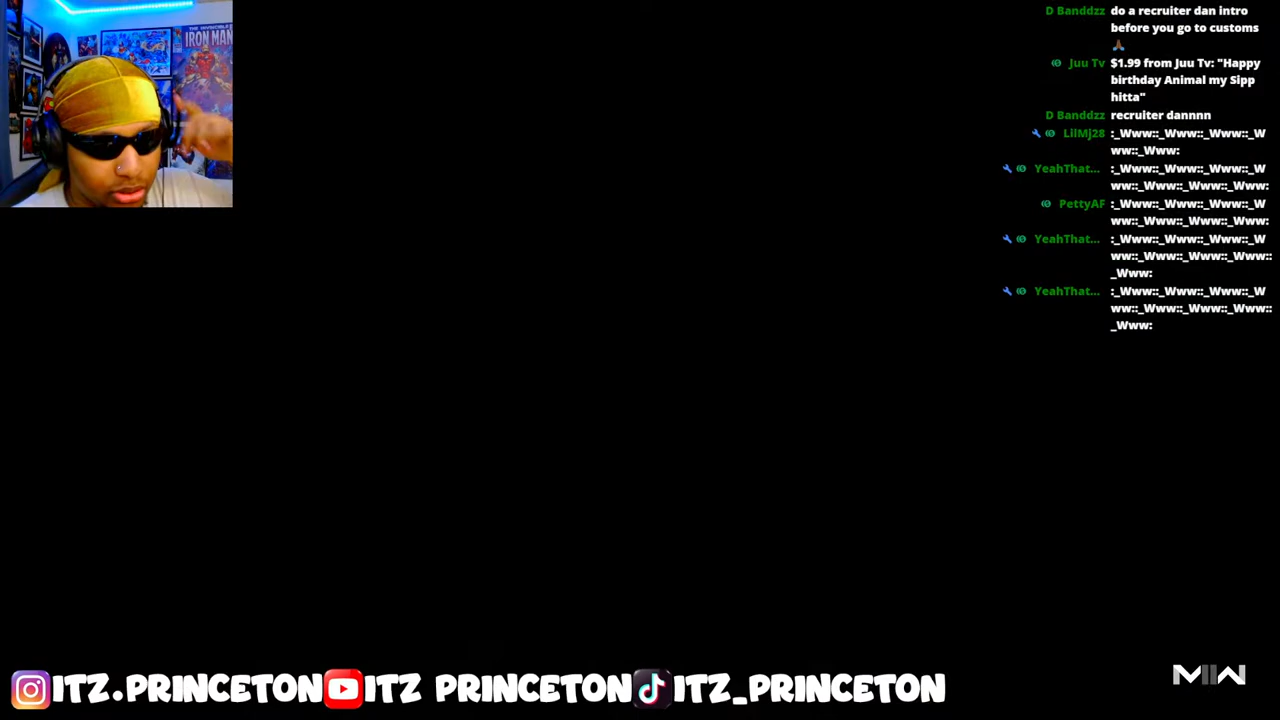 THE INVINCIBLE
IRON MAN
D Banddzz do a recruiter dan intro
before you go to customs
Juu Tv $1.99 from Juu Tv: "Happy
birthday Animal my Sipp
hitta"
D Banddzz recruiter dannnn
LilMj28 :_Www::_Www::_Www::_W
ww::_Www:
YeahThat... :_Www::_Www::_Www::_W
ww::_Www::_Www::_Www:
PettyAF :_Www::_Www::_Www::_W
ww::_Www::_Www::_Www:
YeahThat... :_Www::_Www::_Www::_W
ww::_Www::_Www::_Www::
_Www:
YeahThat... :_Www::_Www::_Www::_W
ww::_Www::_Www::_Www::
_Www:
ITZ.PRINCETON ITZ PRINCETON ITZ_PRINCETON
MIIW